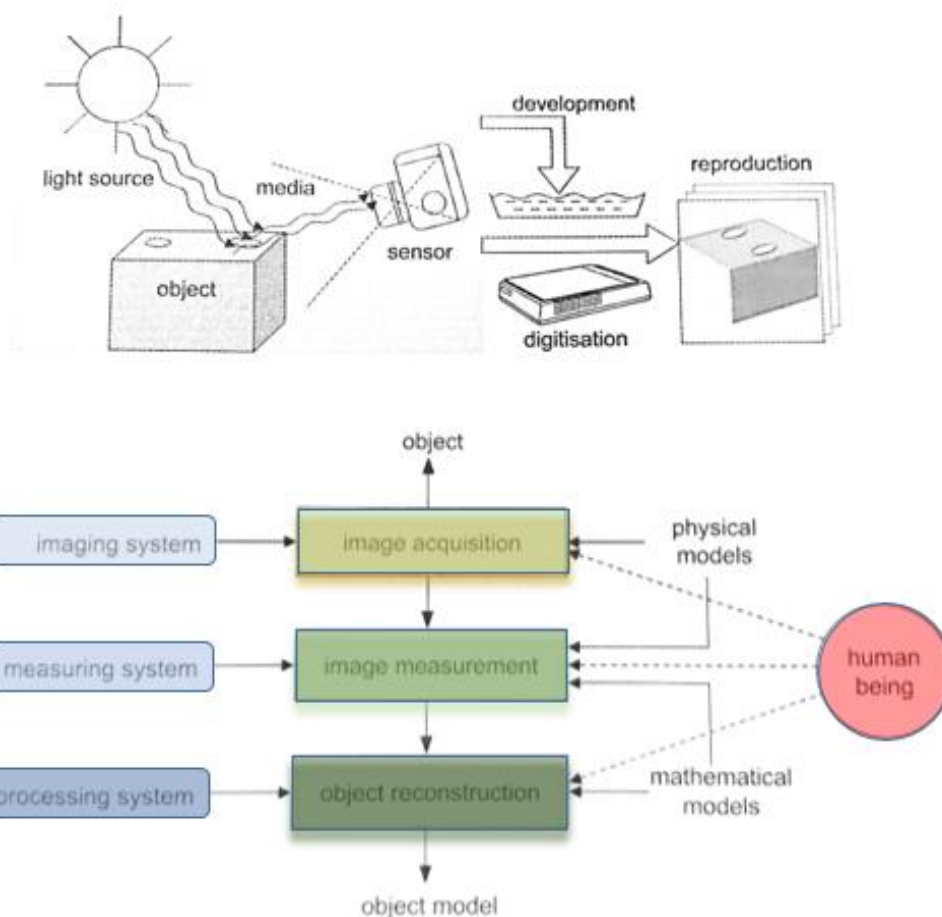 development
reproduction
light source
media
sensor
object
digitisation
object
imaging system
image acquisition
physical
models
measuring system
image measurement
human
being
processing system
object reconstruction
mathematical
models
object model